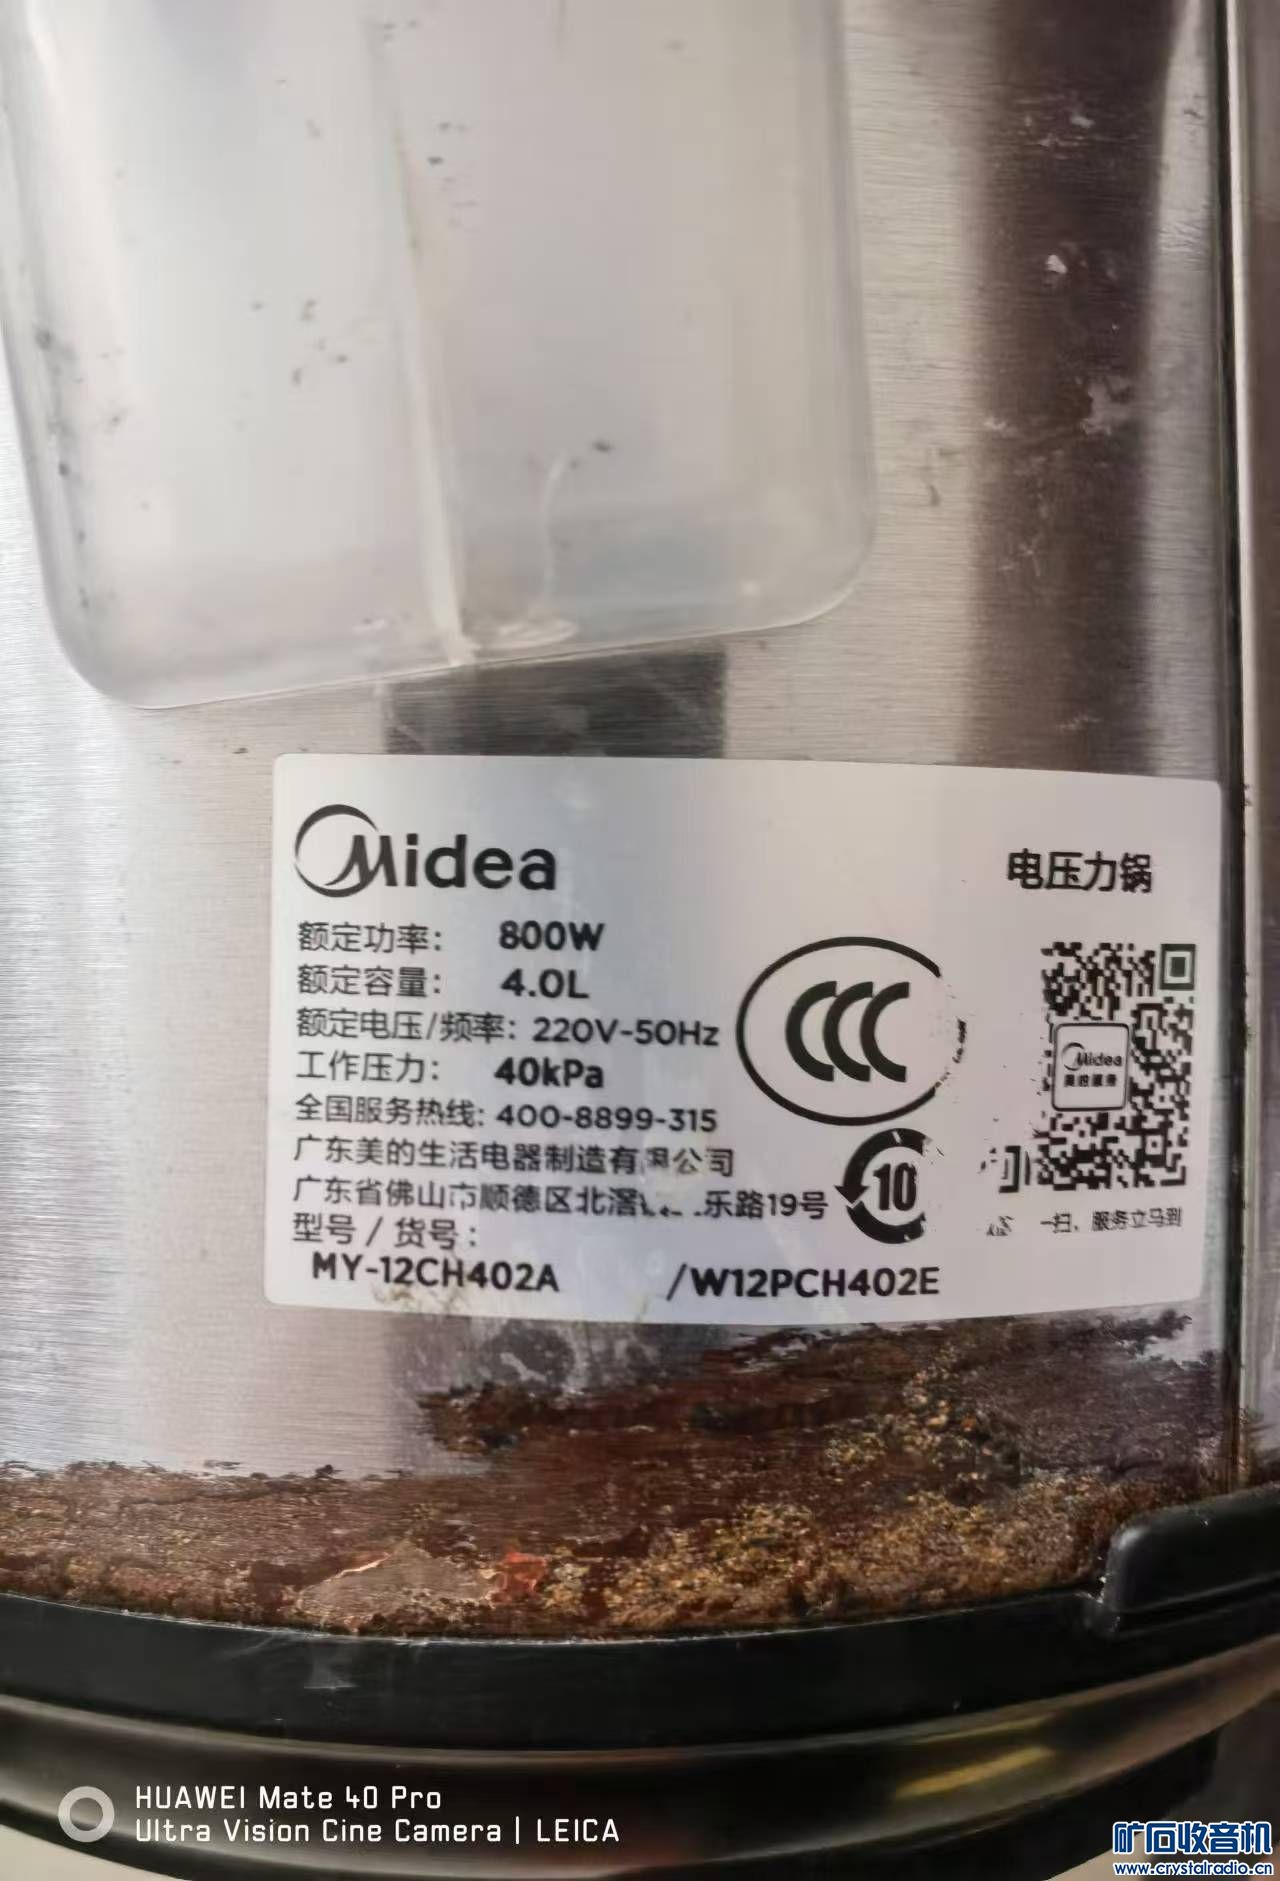 Midea
电压力锅
额定功率: 800W
额定容量: 4.0L
额定电压/频率: 220V-50Hz
工作压力: 40kPa
全国服务热线: 400-8899-315
广东美的生活电器制造有限公司
广东省佛山市顺德区北滘 乐路19号
型号 / 货号:
MY-12CH402A /W12PCH402E
CCC
10
Midea
美的服务
一扫，服务立马到
HUAWEI Mate 40 Pro
Ultra Vision Cine Camera | LEICA
矿石收音机
www.crystalradio.cn